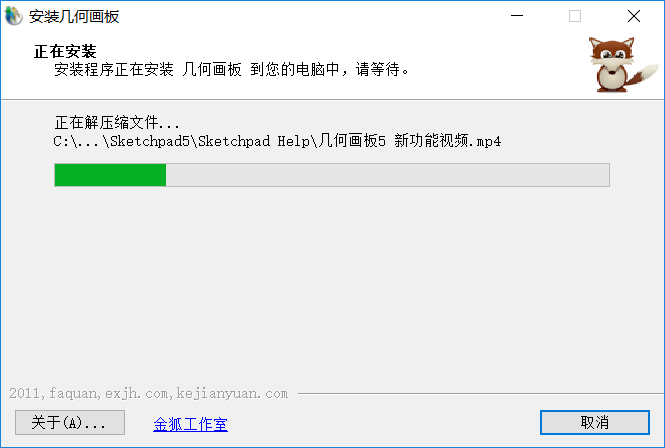 安装几何画板
正在安装
安装程序正在安装 几何画板 到您的电脑中，请等待。
正在解压缩文件...
C:\...\Sketchpad5\Sketchpad Help\几何画板5 新功能视频.mp4
2011,faquan,exjh.com,kejianyuan.com
关于(A)...
金狐工作室
取消